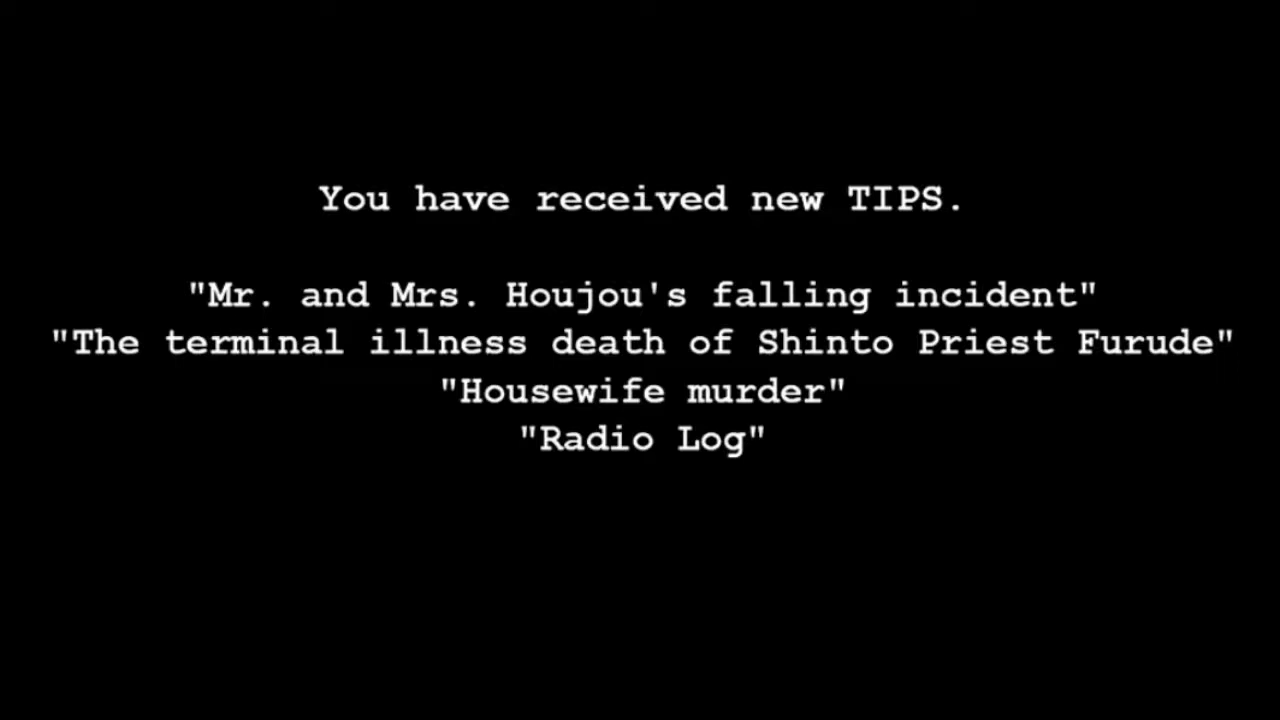 You have received new TIPS.
"Mr. and Mrs. Houjou's falling incident"
"The terminal illness death of Shinto Priest Furude"
"Housewife murder"
"Radio Log"